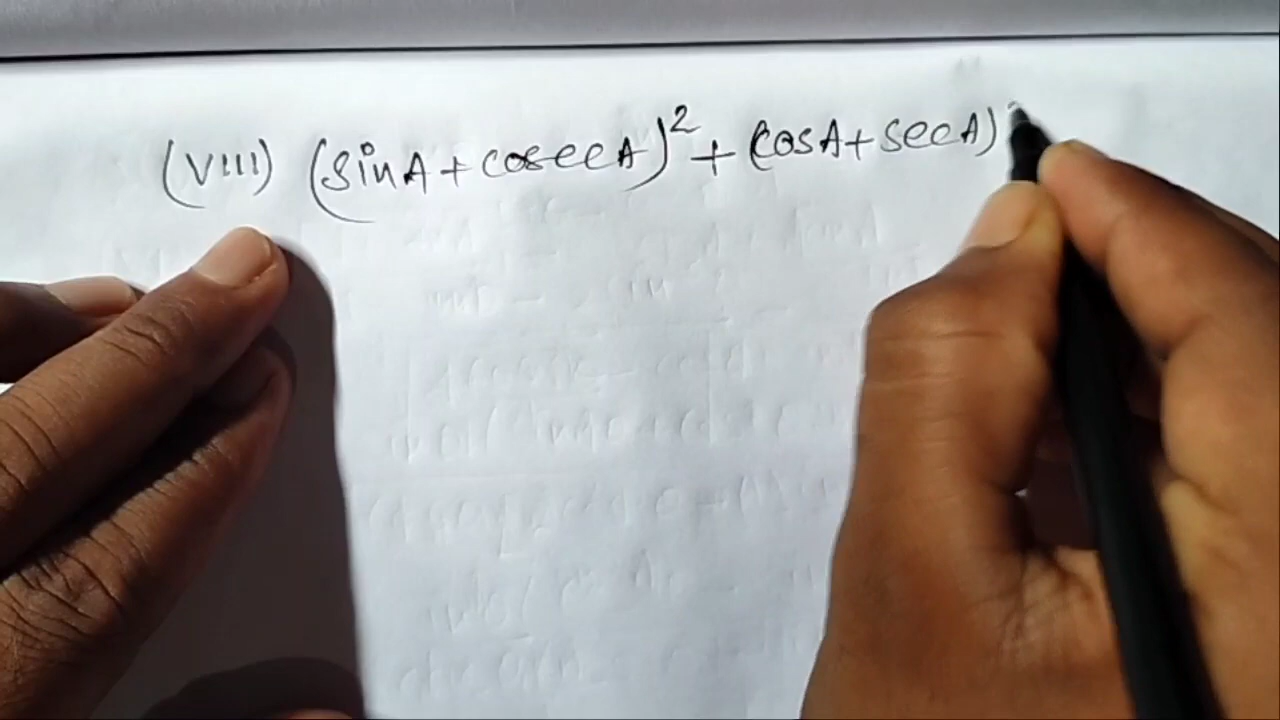 (VIII) (sinA + cosecA)² + (cosA + secA)